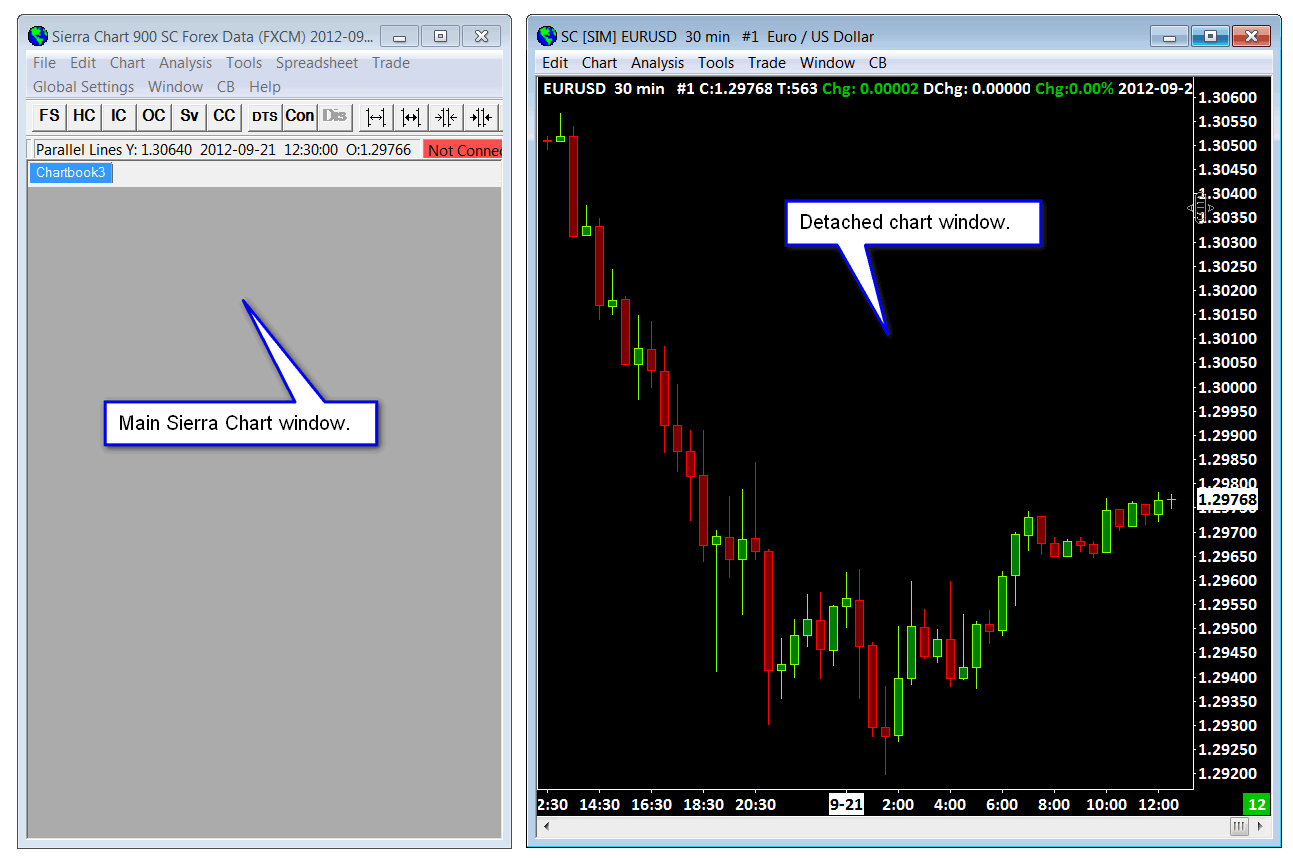 Sierra Chart 900 SC Forex Data (FXCM) 2012-09...
File Edit Chart Analysis Tools Spreadsheet Trade
Global Settings Window CB Help
FS HC IC OC Sv CC DTS Con Dis
Parallel Lines Y: 1.30640 2012-09-21 12:30:00 O:1.29766 Not Connec
Chartbook3
Main Sierra Chart window.
SC [SIM] EURUSD 30 min #1 Euro / US Dollar
Edit Chart Analysis Tools Trade Window CB
EURUSD 30 min #1 C:1.29768 T:563 Chg: 0.00002 DChg: 0.00000 Chg:0.00% 2012-09-2
Detached chart window.
1.30600
1.30550
1.30500
1.30450
1.30400
1.30350
1.30300
1.30250
1.30200
1.30150
1.30100
1.30050
1.30000
1.29950
1.29900
1.29850
1.29800
1.29768
1.29700
1.29650
1.29600
1.29550
1.29500
1.29450
1.29400
1.29350
1.29300
1.29250
1.29200
2:30 14:30 16:30 18:30 20:30 9-21 2:00 4:00 6:00 8:00 10:00 12:00 12